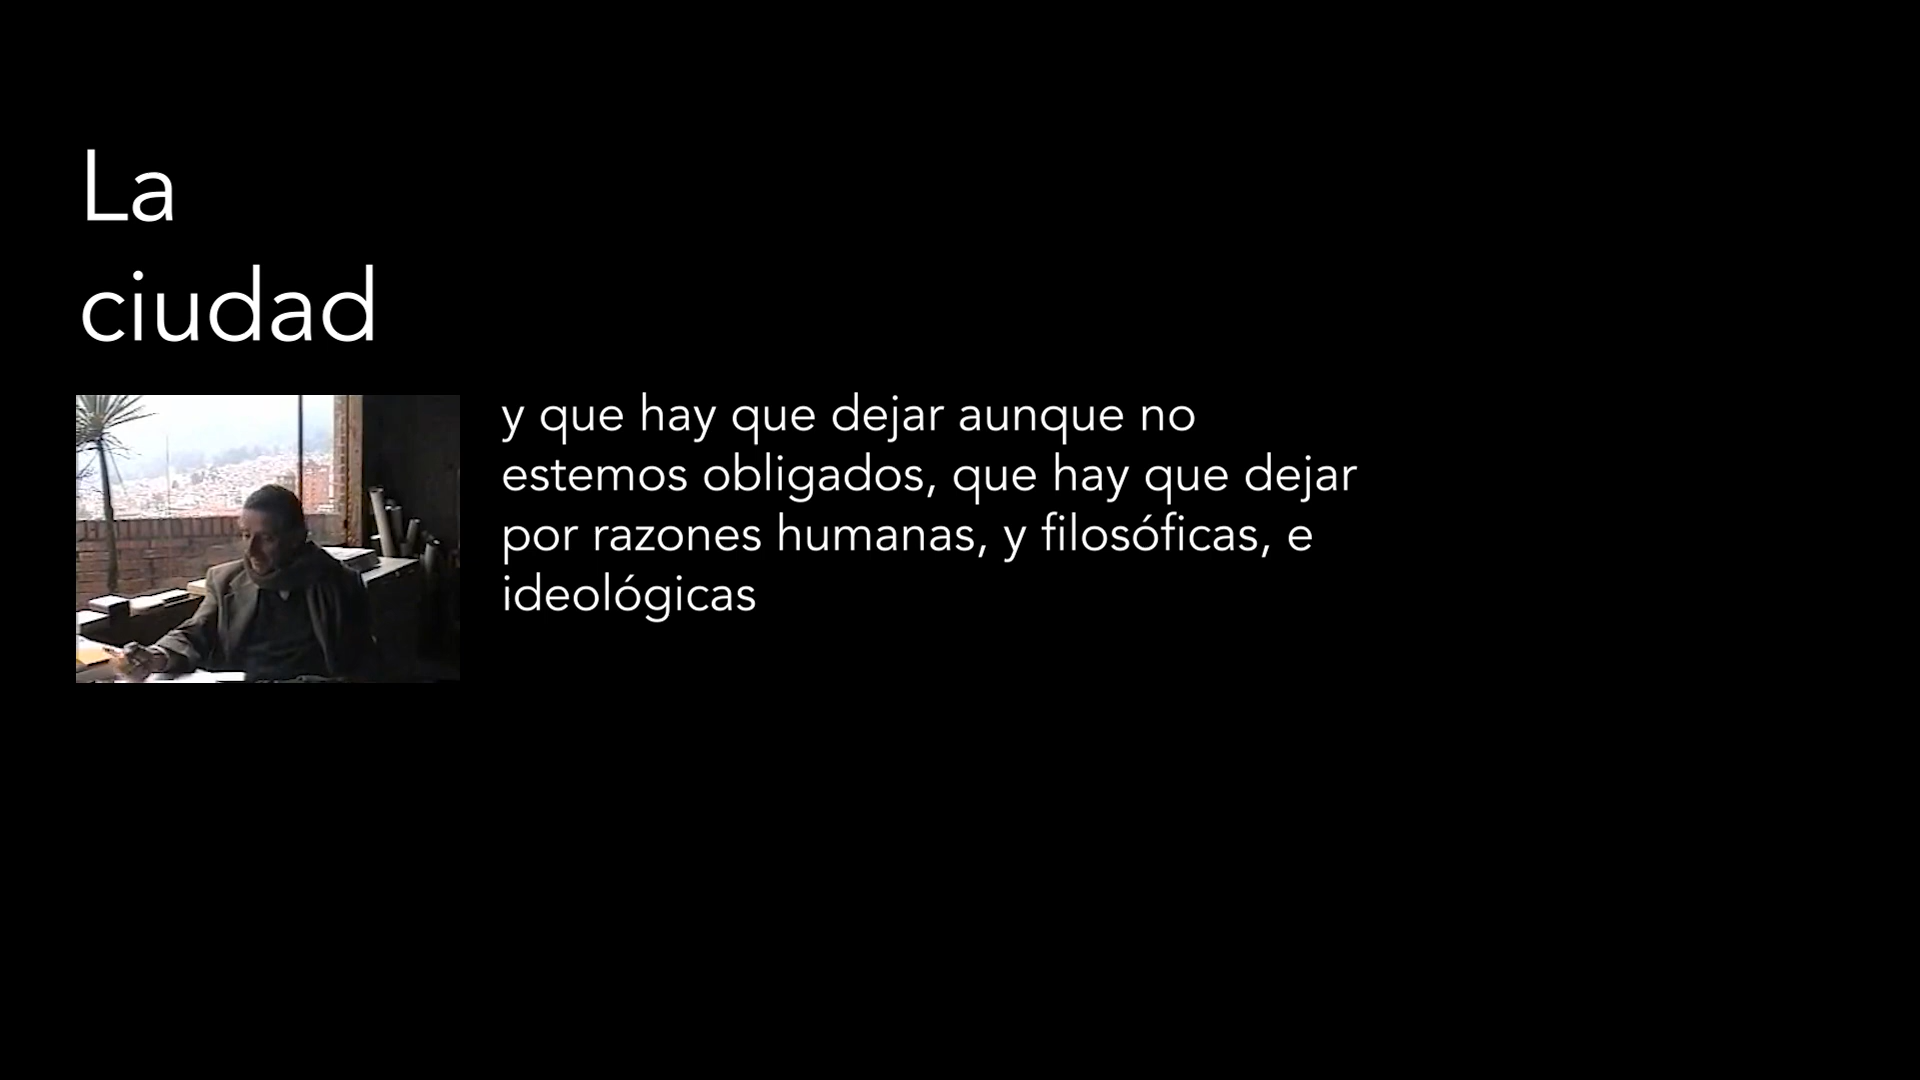 La
ciudad
y que hay que dejar aunque no
estemos obligados, que hay que dejar
por razones humanas, y filosóficas, e
ideológicas